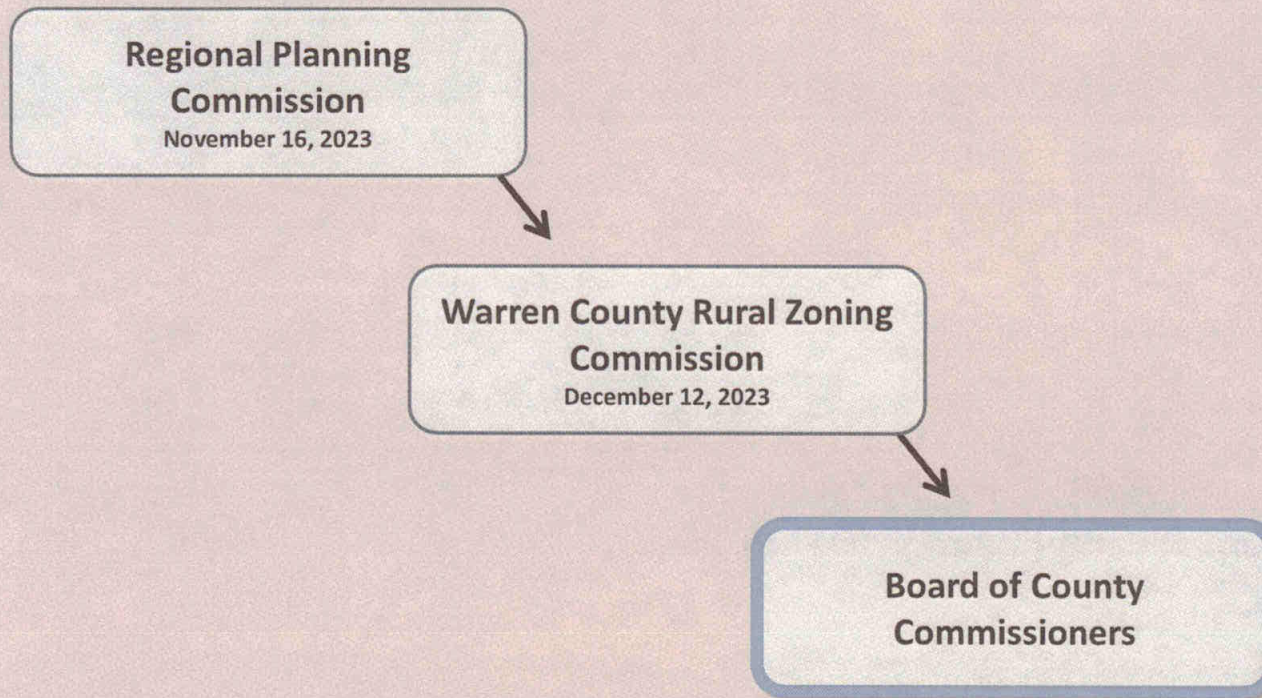 Regional Planning
Commission
November 16, 2023
Warren County Rural Zoning
Commission
December 12, 2023
Board of County
Commissioners